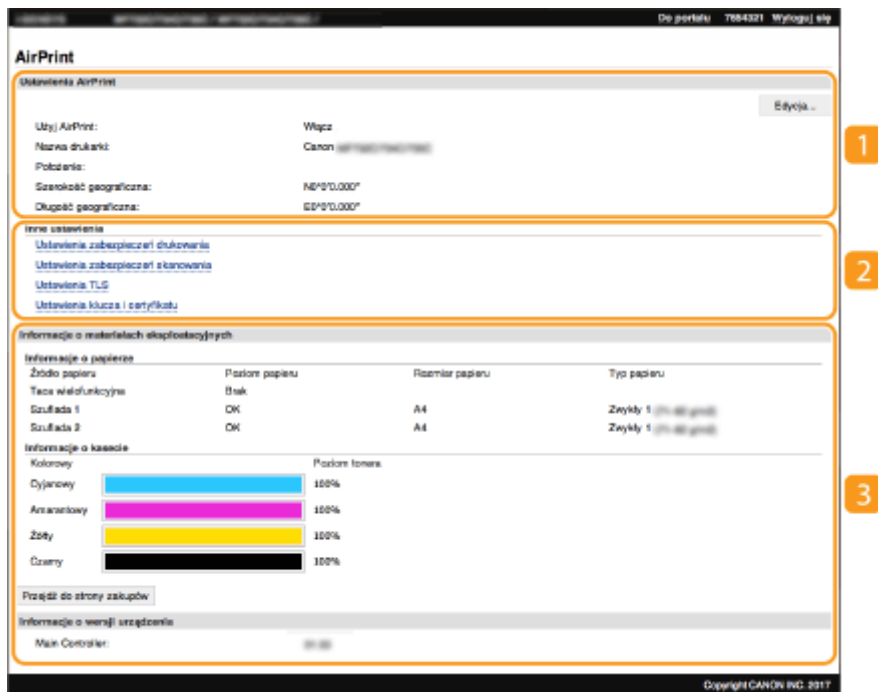 Do portalu 7654321 Wyloguj się
AirPrint
Ustawienia AirPrint
Edycja...
1
Użyj AirPrint: Włącz
Nazwa drukarki: Canon
Położenie:
Szerokość geograficzna: N0°0'0.000"
Długość geograficzna: E0°0'0.000"
Inne ustawienia
Ustawienia zabezpieczeń drukowania
Ustawienia zabezpieczeń skanowania
2
Ustawienia TLS
Ustawienia klucza i certyfikatu
Informacje o materiałach eksploatacyjnych
Informacje o papierze
Źródło papieru Poziom papieru Rozmiar papieru Typ papieru
Taca wielofunkcyjna Brak
Szuflada 1 OK A4 Zwykły 1
Szuflada 2 OK A4 Zwykły 1
Informacje o kasecie
Kolorowy Poziom tonera
Cyjanowy 100%
3
Amarantowy 100%
Żółty 100%
Czarny 100%
Przejdź do strony zakupów
Informacje o wersji urządzenia
Main Controller:
Copyright CANON INC. 2017